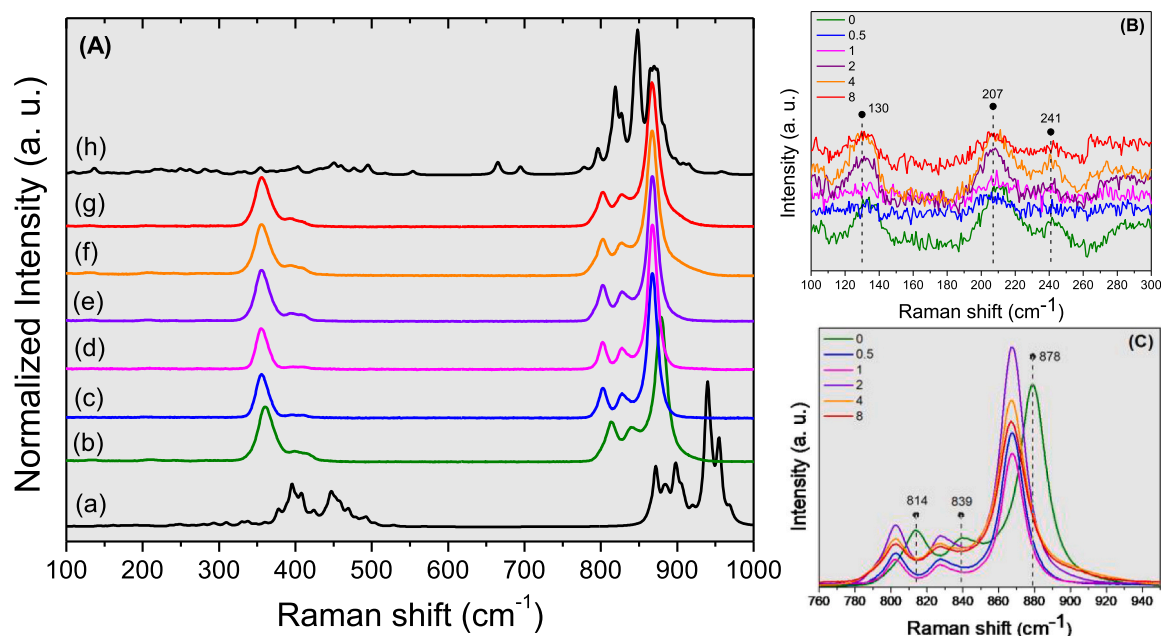 (A)
Normalized Intensity (a. u.)
(h)
(g)
(f)
(e)
(d)
(c)
(b)
(a)
100 200 300 400 500 600 700 800 900 1000
Raman shift (cm⁻¹)
(B)
0
0.5
1
2
4
8
130
207
241
Intensity (a. u.)
100 120 140 160 180 200 220 240 260 280 300
Raman shift (cm⁻¹)
(C)
0
0.5
1
2
4
8
878
814
839
Intensity (a. u.)
760 780 800 820 840 860 880 900 920 940
Raman shift (cm⁻¹)